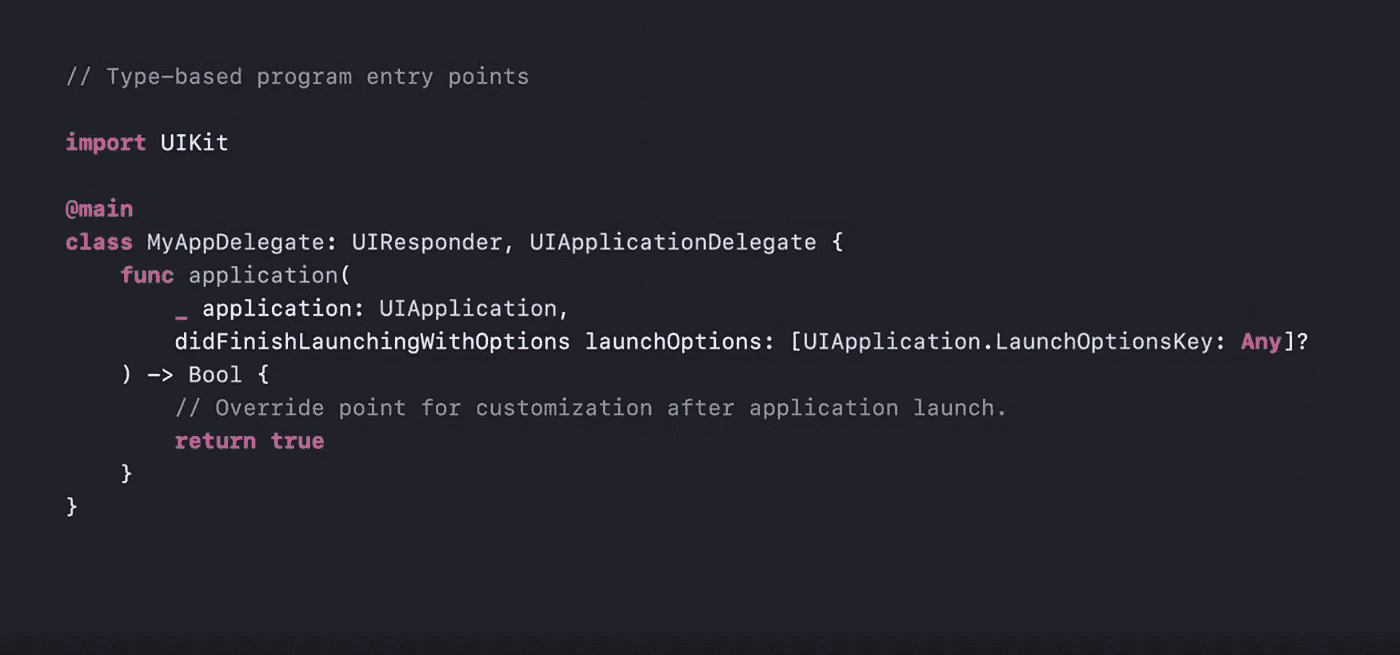 // Type-based program entry points
import UIKit
@main
class MyAppDelegate: UIResponder, UIApplicationDelegate {
    func application(
        _ application: UIApplication,
        didFinishLaunchingWithOptions launchOptions: [UIApplication.LaunchOptionsKey: Any]?
    ) -> Bool {
        // Override point for customization after application launch.
        return true
    }
}